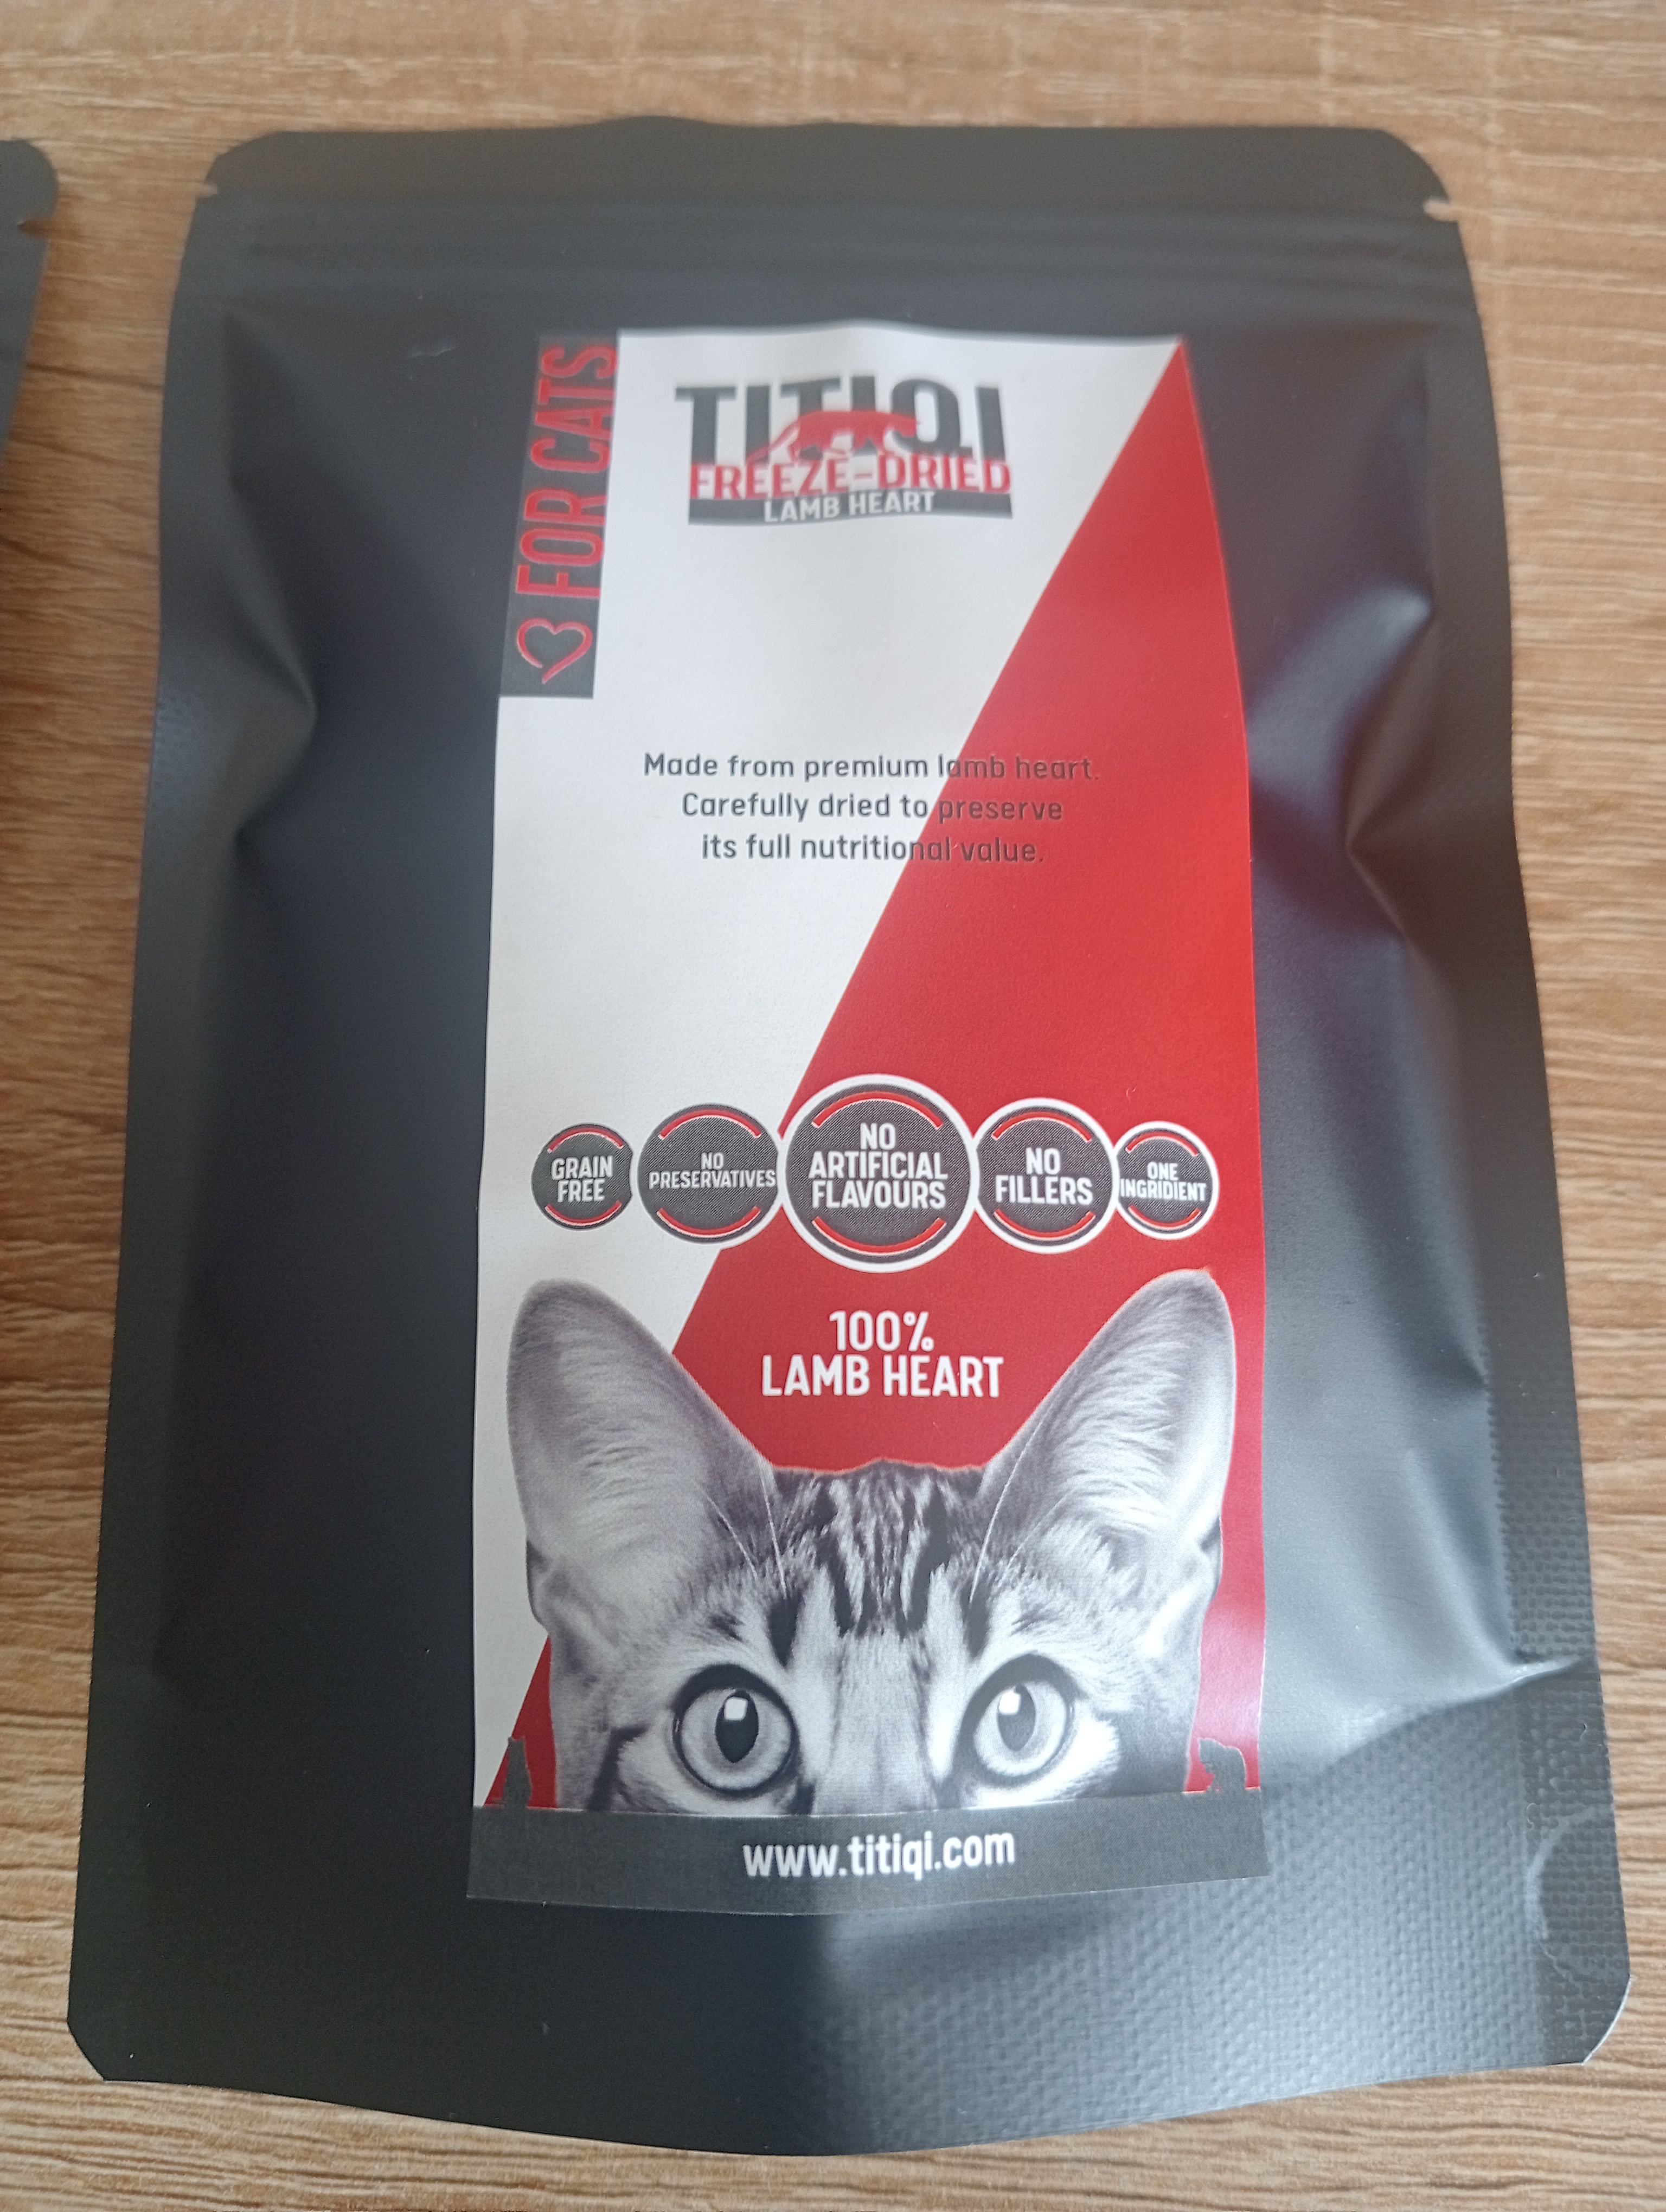 FOR CATS
TITIQI
FREEZE-DRIED
LAMB HEART
Made from premium lamb heart.
Carefully dried to preserve
its full nutritional value.
GRAIN
FREE
NO
PRESERVATIVES
NO
ARTIFICIAL
FLAVOURS
NO
FILLERS
ONE
INGRIDIENT
100%
LAMB HEART
www.titiqi.com